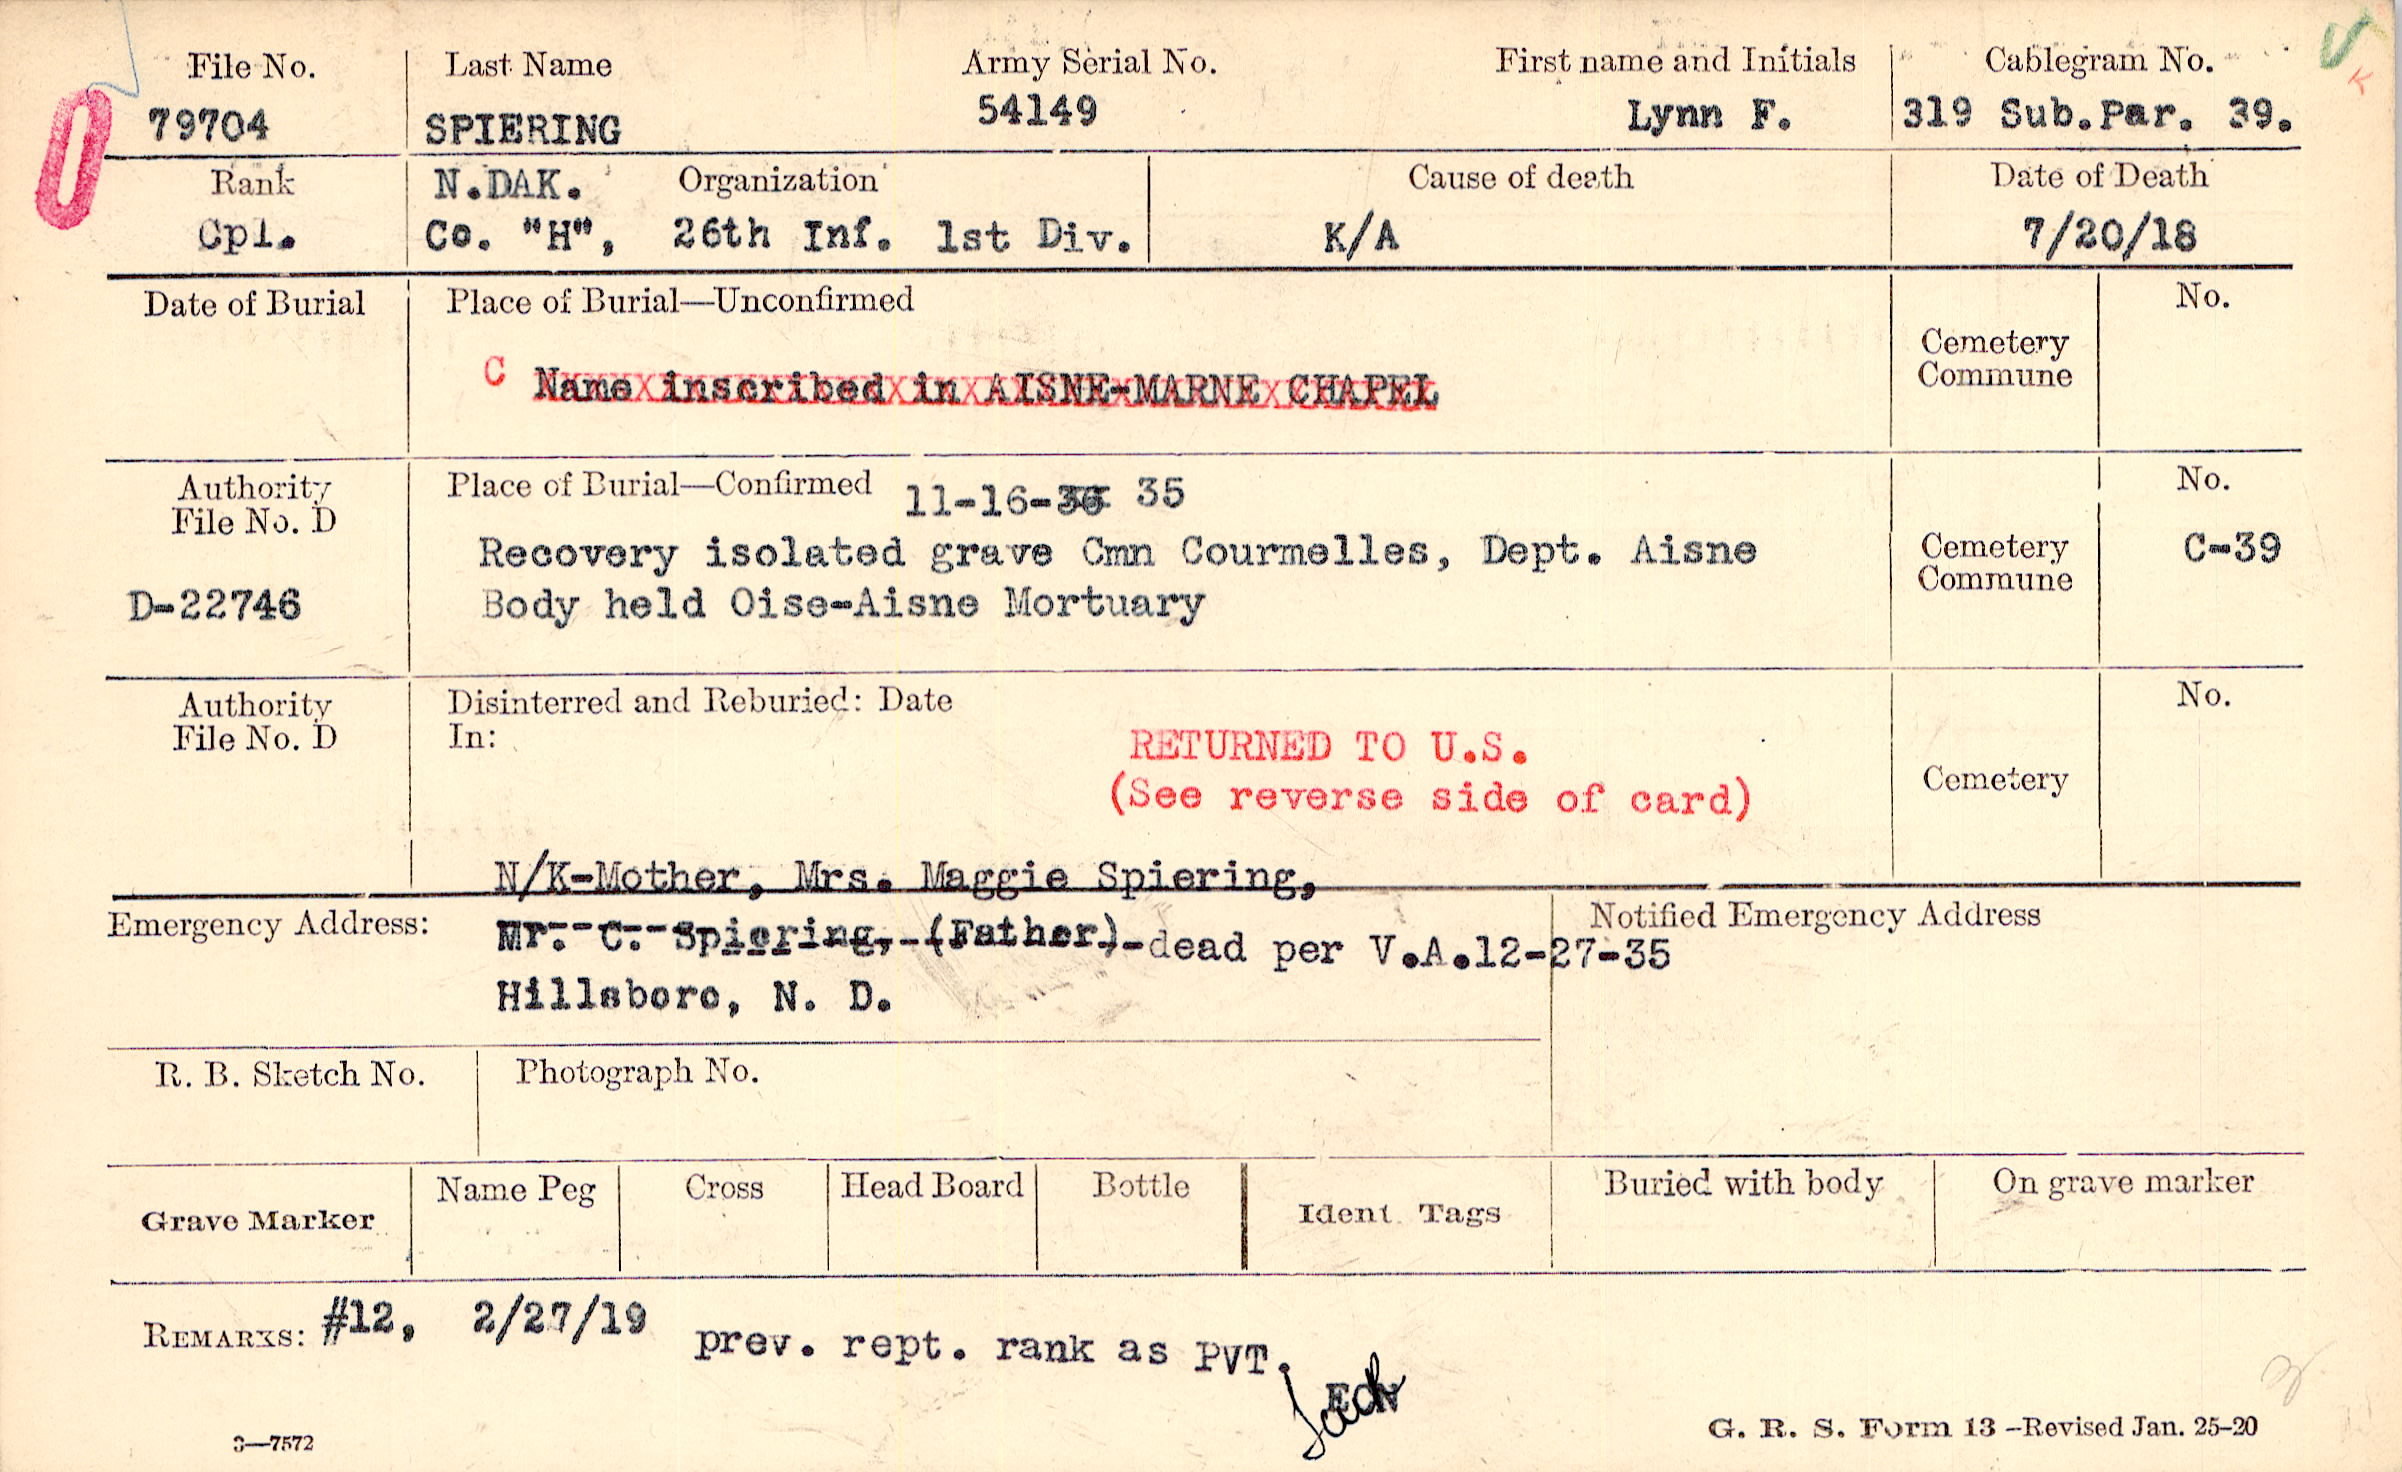 File No. Last Name Army Serial No. First name and Initials Cablegram No.
79704 SPIERING 54149 Lynn F. 319 Sub.Par. 39.
Rank N.DAK. Organization Cause of death Date of Death
Cpl. Co. "H", 26th Inf. 1st Div. K/A 7/20/18
Date of Burial Place of Burial—Unconfirmed No.
Cemetery
Commune
C Name inscribed in AISNE-MARNE CHAPEL
Authority Place of Burial—Confirmed 11-16-36 35 No.
File No. D
Recovery isolated grave Cmn Courmelles, Dept. Aisne Cemetery C-39
Commune
D-22746 Body held Oise-Aisne Mortuary
Authority Disinterred and Reburied: Date No.
File No. D In:
RETURNED TO U.S.
(See reverse side of card) Cemetery
N/K-Mother, Mrs. Maggie Spiering,
Emergency Address: Mr. C. Spiering, (Father)-dead per V.A.12-27-35 Notified Emergency Address
Hillsboro, N. D.
R. B. Sketch No. Photograph No.
Grave Marker Name Peg Cross Head Board Bottle Ident. Tags Buried with body On grave marker
REMARKS: #12, 2/27/19 prev. rept. rank as PVT.
ECN
3—7572 G. R. S. Form 13 –Revised Jan. 25–20